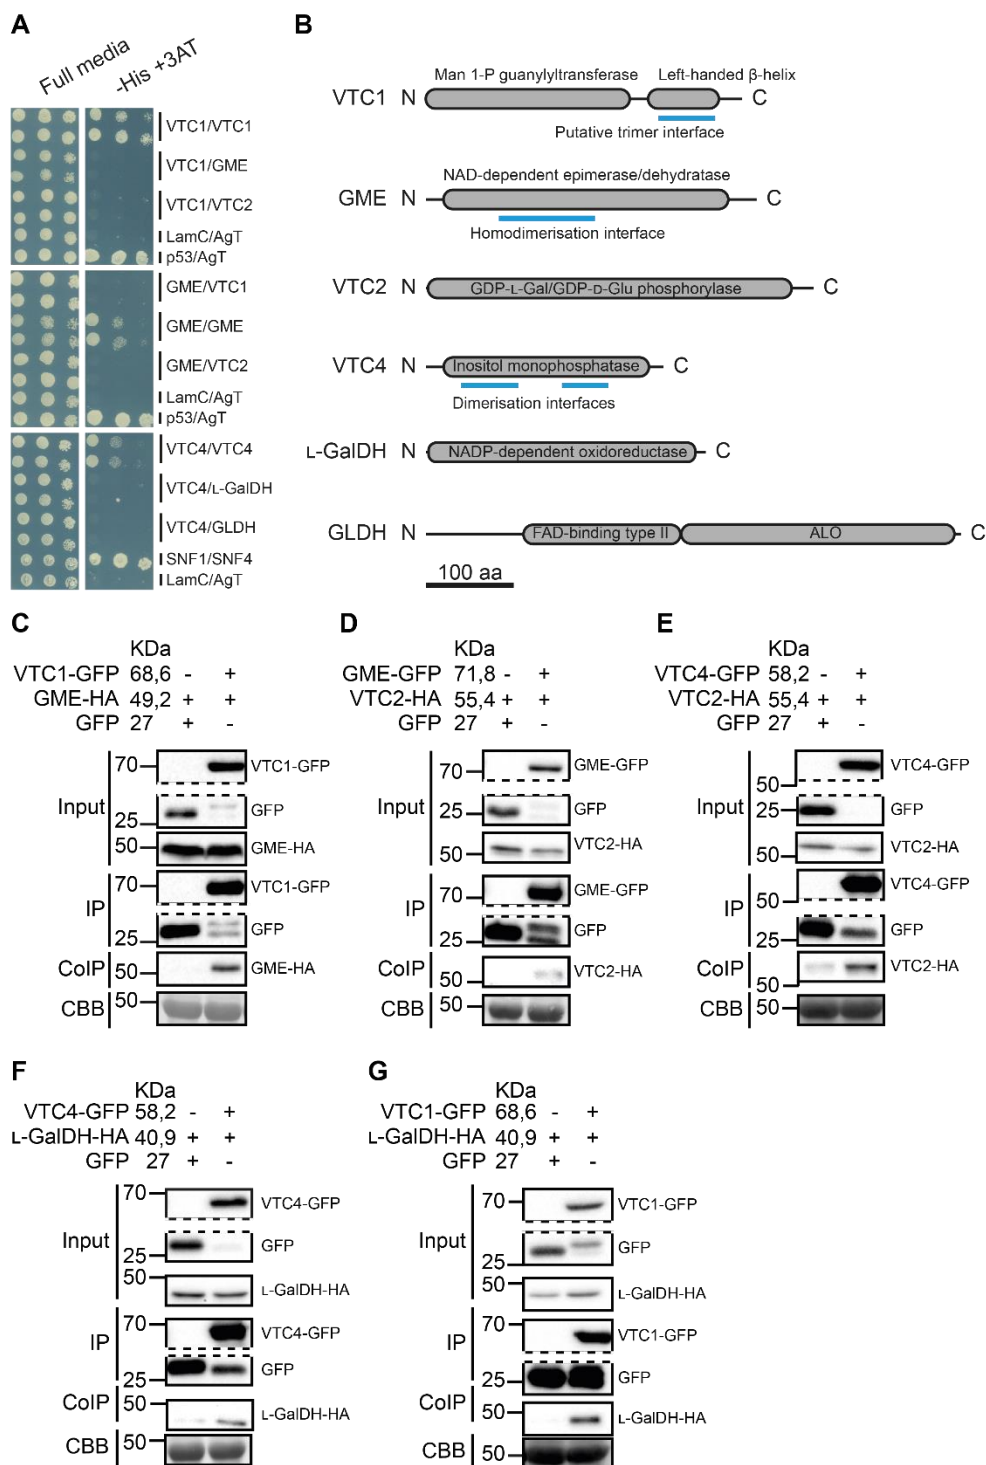 A
Full media
-His +3AT
VTC1/VTC1
VTC1/GME
VTC1/VTC2
LamC/AgT
p53/AgT
GME/VTC1
GME/GME
GME/VTC2
LamC/AgT
p53/AgT
VTC4/VTC4
VTC4/L-GalDH
VTC4/GLDH
SNF1/SNF4
LamC/AgT
B
Man 1-P guanylyltransferase Left-handed β-helix
VTC1 N C
Putative trimer interface
NAD-dependent epimerase/dehydratase
GME N C
Homodimerisation interface
VTC2 N GDP-L-Gal/GDP-D-Glu phosphorylase C
VTC4 N Inositol monophosphatase C
Dimerisation interfaces
L-GalDH N NADP-dependent oxidoreductase C
GLDH N FAD-binding type II ALO C
100 aa
C
KDa
VTC1-GFP 68,6 - +
GME-HA 49,2 + +
GFP 27 + -
Input
70 VTC1-GFP
25 GFP
50 GME-HA
IP
70 VTC1-GFP
25 GFP
CoIP 50 GME-HA
CBB 50
D
KDa
GME-GFP 71,8 - +
VTC2-HA 55,4 + +
GFP 27 + -
Input
70 GME-GFP
25 GFP
50 VTC2-HA
IP
70 GME-GFP
25 GFP
CoIP 50 VTC2-HA
CBB 50
E
KDa
VTC4-GFP 58,2 - +
VTC2-HA 55,4 + +
GFP 27 + -
Input
50 VTC4-GFP
25 GFP
50 VTC2-HA
IP
50 VTC4-GFP
25 GFP
CoIP 50 VTC2-HA
CBB 50
F
KDa
VTC4-GFP 58,2 - +
L-GalDH-HA 40,9 + +
GFP 27 + -
Input
70 VTC4-GFP
25 GFP
50 L-GalDH-HA
IP
70 VTC4-GFP
25 GFP
CoIP 50 L-GalDH-HA
CBB 50
G
KDa
VTC1-GFP 68,6 - +
L-GalDH-HA 40,9 + +
GFP 27 + -
Input
70 VTC1-GFP
25 GFP
50 L-GalDH-HA
IP
70 VTC1-GFP
25 GFP
CoIP 50 L-GalDH-HA
CBB 50